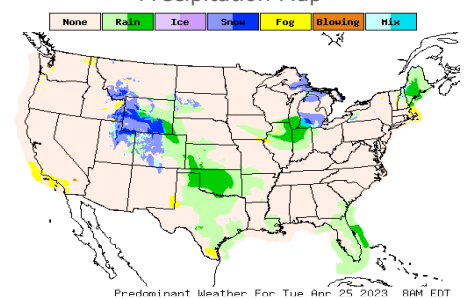 Precipitation Map
None Rain Ice Snow Fog Blowing Mix
Predominant Weather For Tue Apr 25 2023 8AM EDT